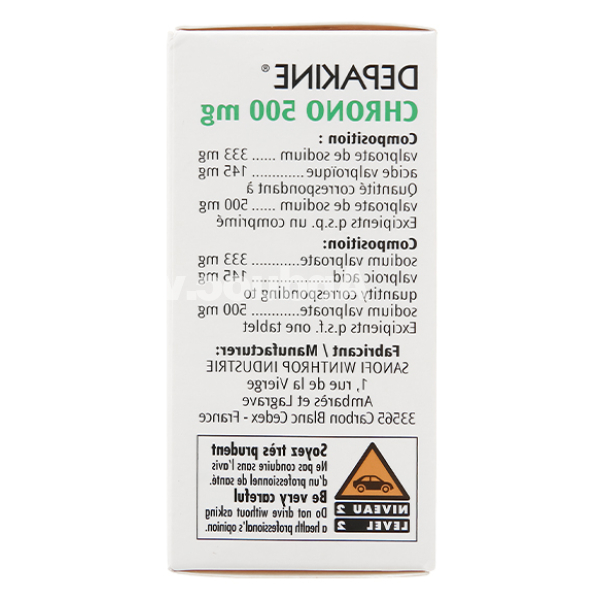 DEPAKINE®
CHRONO 500 mg
Composition :
valproate de sodium ..... 333 mg
acide valproïque............. 145 mg
Quantité correspondant à
valproate de sodium ..... 500 mg
Excipients q.s.p. un comprimé
Composition:
sodium valproate............ 333 mg
valproic acid................... 145 mg
quantity corresponding to
sodium valproate............ 500 mg
Excipients q.s.f. one tablet
Fabricant / Manufacturer:
SANOFI WINTHROP INDUSTRIE
1, rue de la Vierge
Ambarès et Lagrave
33565 Carbon Blanc Cedex - France
Soyez très prudent
Ne pas conduire sans l'avis
d'un professionnel de santé.
Be very careful
Do not drive without asking
a health professional's opinion.
NIVEAU 2
LEVEL 2